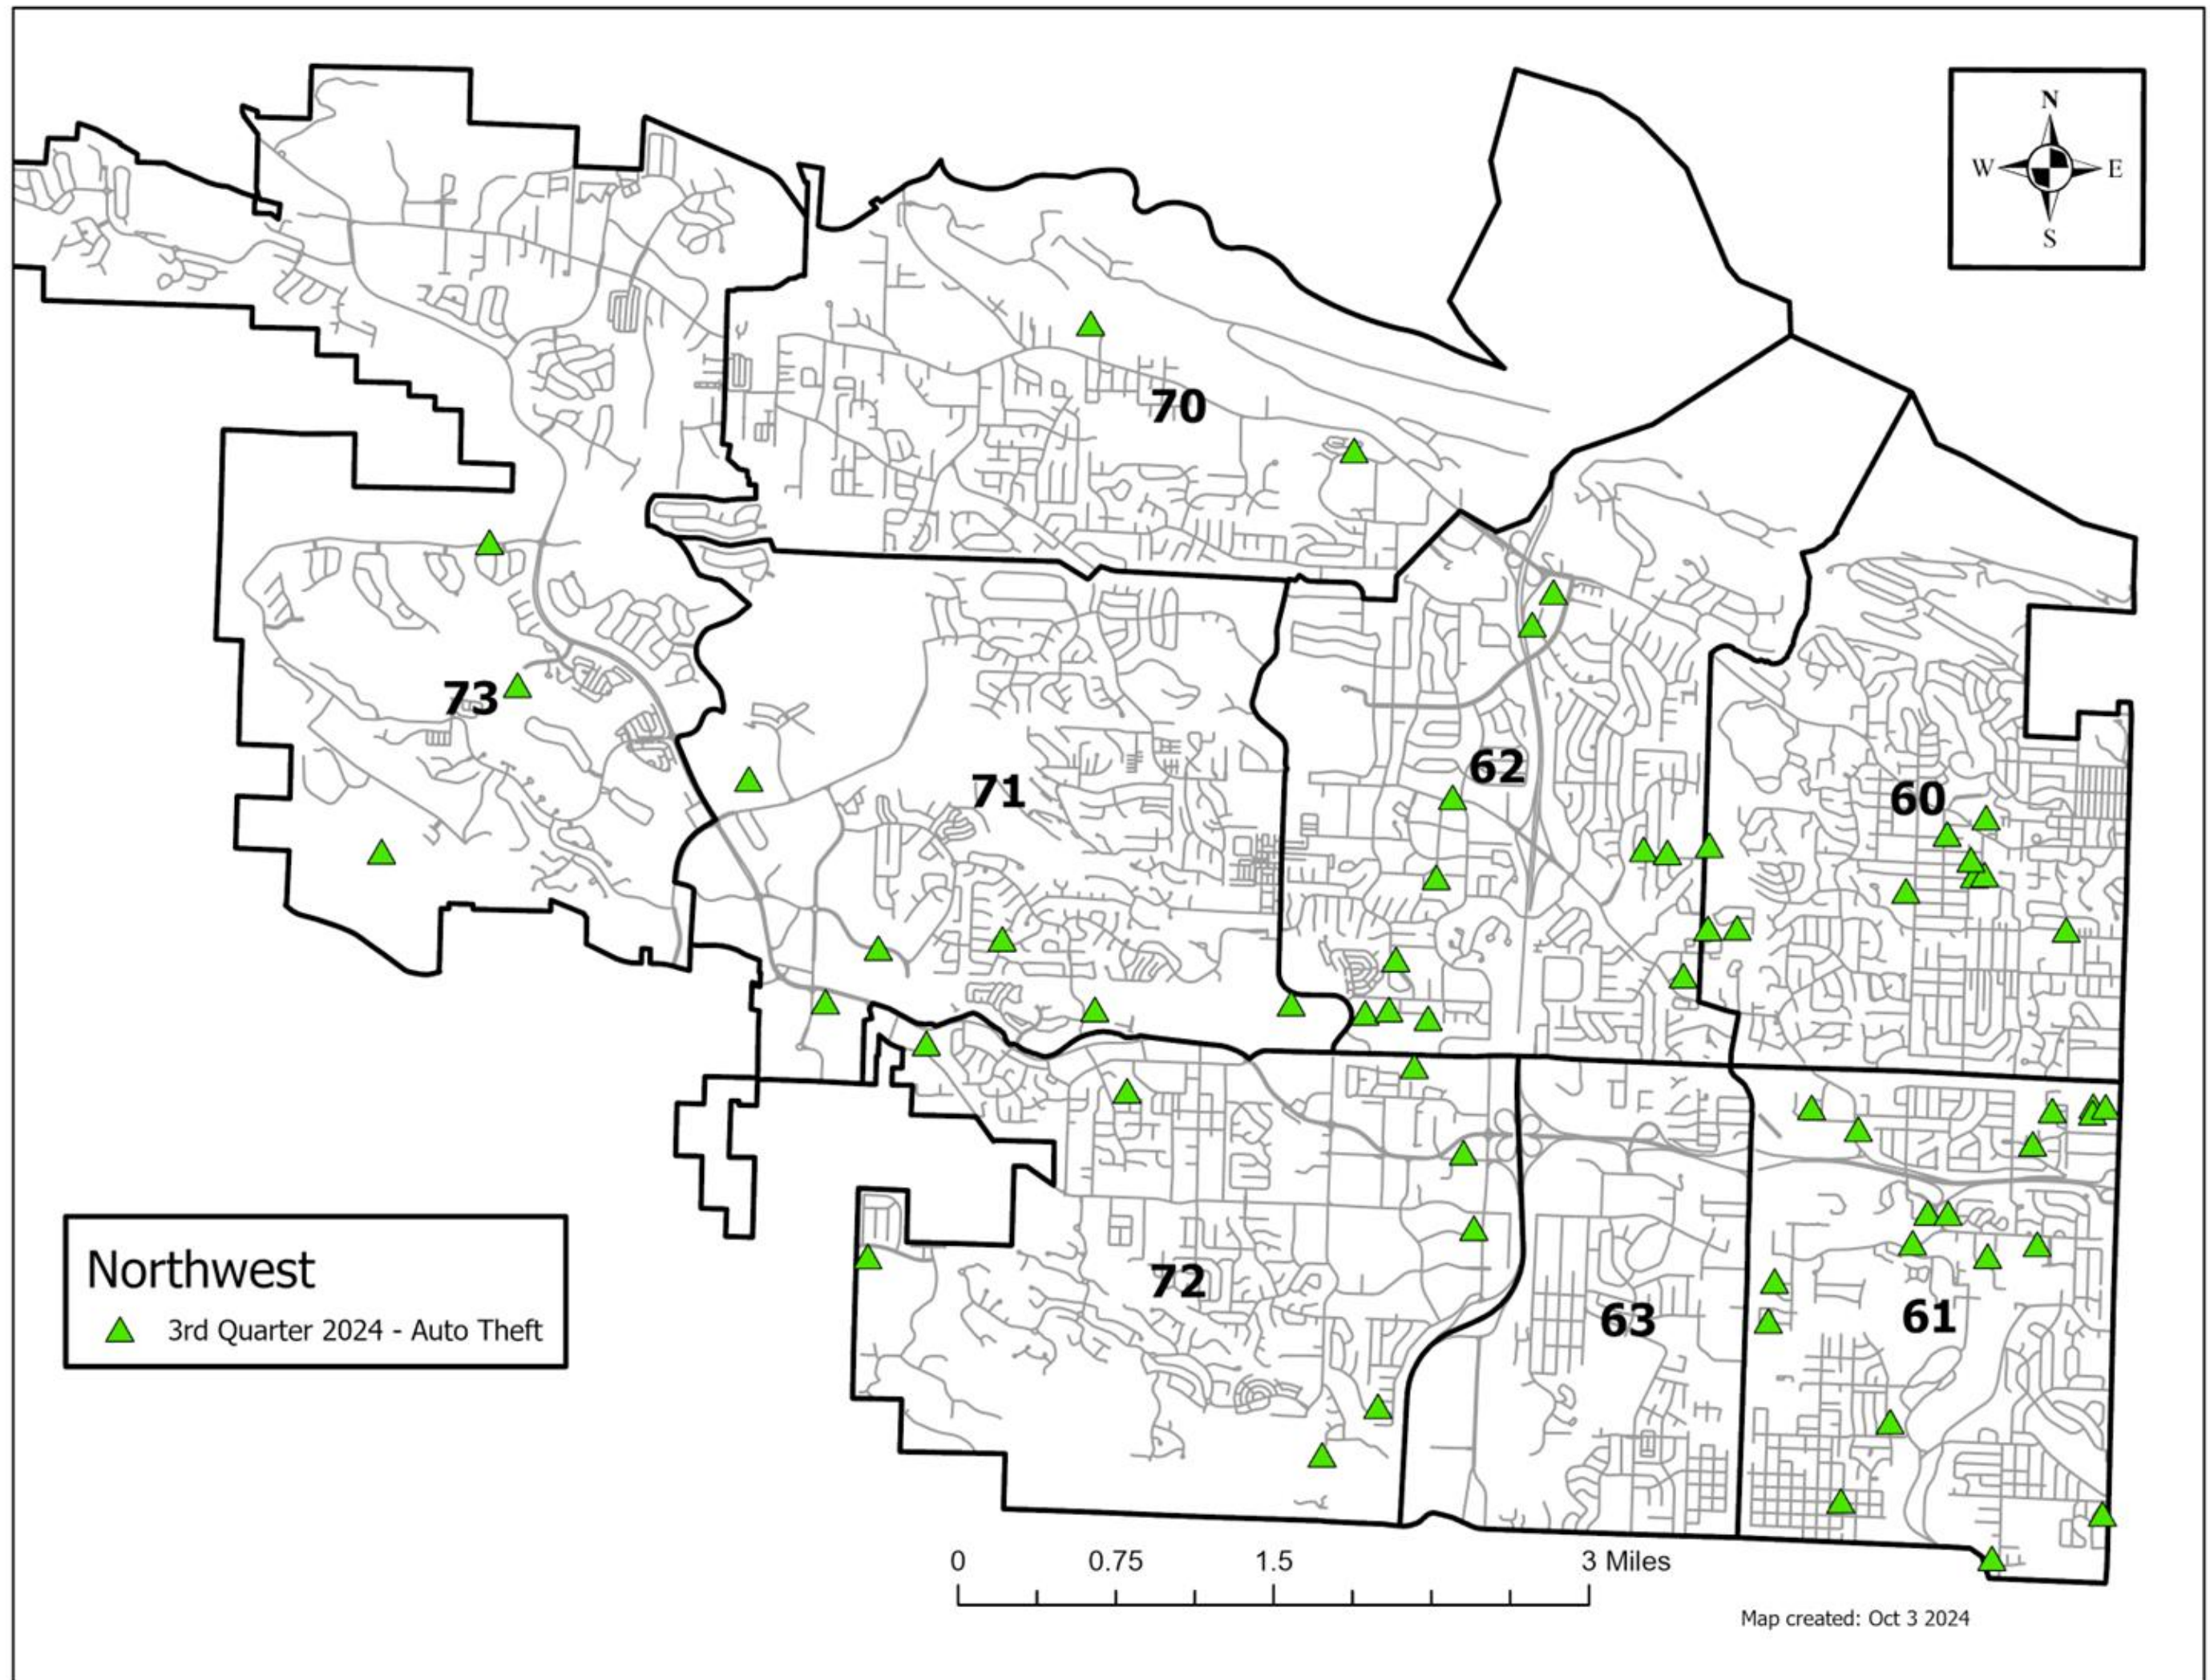 N
W E
S
70
73
62
71
60
72
63
61
Northwest
3rd Quarter 2024 - Auto Theft
0 0.75 1.5 3 Miles
Map created: Oct 3 2024